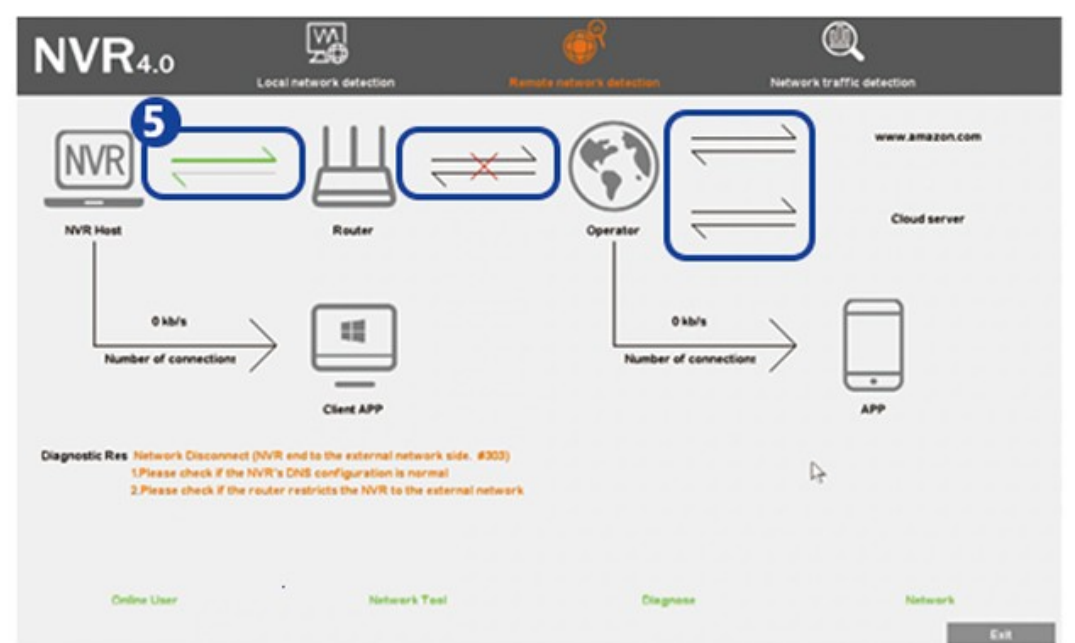 NVR 4.0
Local network detection
Remote network detection
Network traffic detection
5
NVR
www.amazon.com
Cloud server
NVR Host
Router
Operator
0 kb/s
Number of connections
0 kb/s
Number of connections
Client APP
APP
Diagnostic Res Network Disconnect (NVR end to the external network side. #303)
1.Please check if the NVR's DNS configuration is normal
2.Please check if the router restricts the NVR to the external network
Online User
Network Tool
Diagnose
Network
Exit